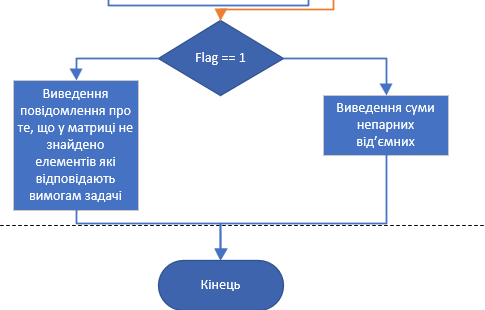 Flag == 1
Виведення
повідомлення про
те, що у матриці не
знайдено
елементів які
відповідають
вимогам задачі
Виведення суми
непарних
від’ємних
Кінець